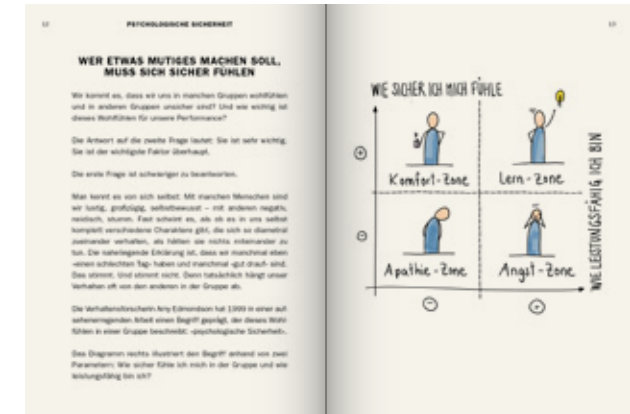 12
PSYCHOLOGISCHE SICHERHEIT
WER ETWAS MUTIGES MACHEN SOLL,
MUSS SICH SICHER FÜHLEN
Wie kommt es, dass wir uns in manchen Gruppen wohlfühlen
und in anderen Gruppen unsicher sind? Und wie wichtig ist
dieses Wohlfühlen für unsere Performance?
Die Antwort auf die zweite Frage lautet: Sie ist sehr wichtig.
Sie ist der wichtigste Faktor überhaupt.
Die erste Frage ist schwieriger zu beantworten.
Man kennt es von sich selbst: Mit manchen Menschen sind
wir lustig, großzügig, selbstbewusst – mit anderen negativ,
neidisch, stumm. Fast scheint es, als ob es in uns selbst
komplett verschiedene Charaktere gibt, die sich so diametral
zueinander verhalten, als hätten sie nichts miteinander zu
tun. Die naheliegende Erklärung ist, dass wir manchmal eben
«einen schlechten Tag» haben und manchmal «gut drauf» sind.
Das stimmt. Und stimmt nicht. Denn tatsächlich hängt unser
Verhalten oft von den anderen in der Gruppe ab.
Die Verhaltensforscherin Amy Edmondson hat 1999 in einer auf-
sehenerregenden Arbeit einen Begriff geprägt, der dieses Wohl-
fühlen in einer Gruppe beschreibt: «psychologische Sicherheit».
Das Diagramm rechts illustriert den Begriff anhand von zwei
Parametern: Wie sicher fühle ich mich in der Gruppe und wie
leistungsfähig bin ich?
13
WIE SICHER ICH MICH FÜHLE
+
Komfort-Zone
Lern-Zone
−
Apathie-Zone
Angst-Zone
−
+
WIE LEISTUNGSFÄHIG ICH BIN